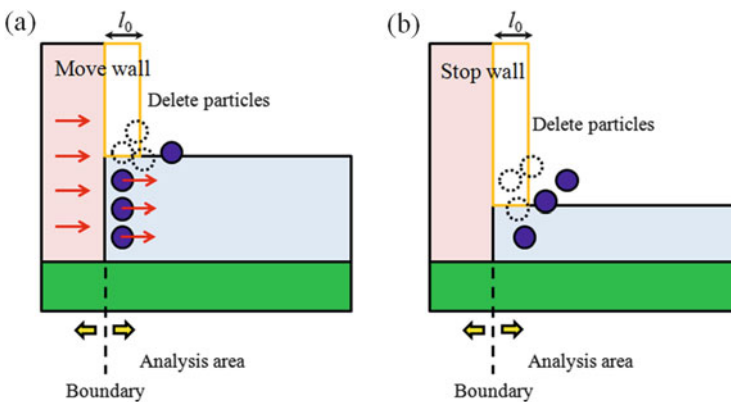 (a)
l₀
Move wall
Delete particles
Analysis area
Boundary
(b)
l₀
Stop wall
Delete particles
Analysis area
Boundary